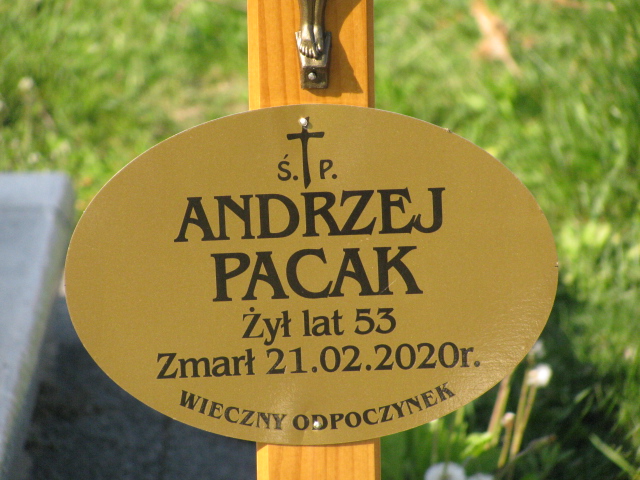 Ś. P.
ANDRZEJ
PACAK
Żył lat 53
Zmarł 21.02.2020r.
WIECZNY ODPOCZYNEK